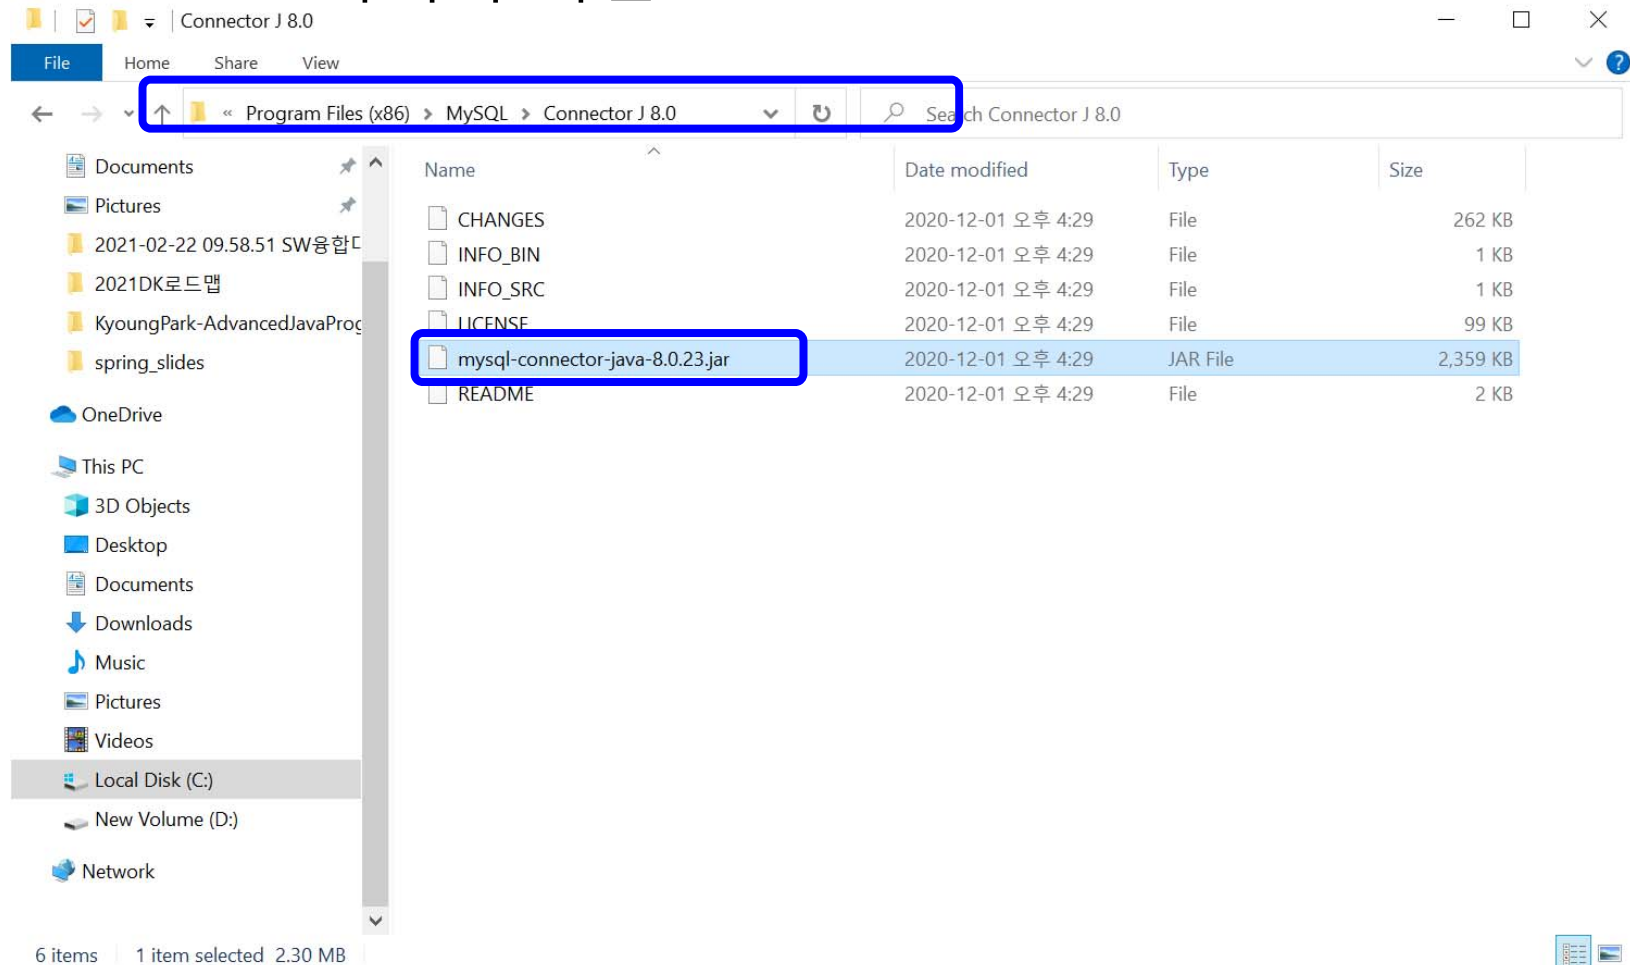 Connector J 8.0
File Home Share View
« Program Files (x86) > MySQL > Connector J 8.0 Search Connector J 8.0
Name Date modified Type Size
Documents
Pictures
2021-02-22 09.58.51 SW융합
2021DK로드맵
KyoungPark-AdvancedJavaProg
spring_slides
OneDrive
This PC
3D Objects
Desktop
Documents
Downloads
Music
Pictures
Videos
Local Disk (C:)
New Volume (D:)
Network
CHANGES 2020-12-01 오후 4:29 File 262 KB
INFO_BIN 2020-12-01 오후 4:29 File 1 KB
INFO_SRC 2020-12-01 오후 4:29 File 1 KB
LICENSE 2020-12-01 오후 4:29 File 99 KB
mysql-connector-java-8.0.23.jar 2020-12-01 오후 4:29 JAR File 2,359 KB
README 2020-12-01 오후 4:29 File 2 KB
6 items 1 item selected 2.30 MB